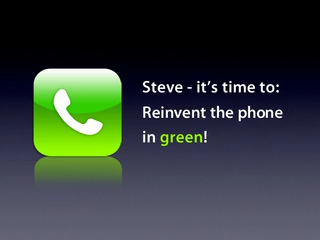 Steve - it's time to:
Reinvent the phone
in green!